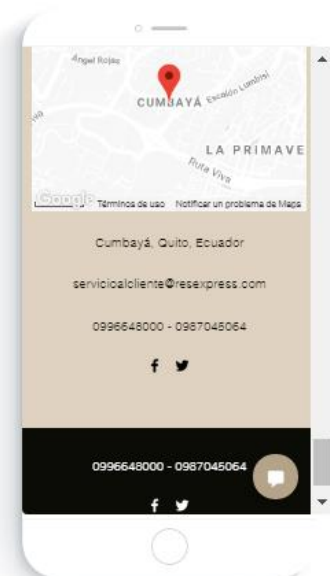 Ángel Rojas
CUMBAYÁ
Escalón Lumbisí
LA PRIMAVE
Ruta Viva
Google
Términos de uso Notificar un problema de Maps
Cumbayá, Quito, Ecuador
servicioalcliente@resexpress.com
0996648000 - 0987045064
0996648000 - 0987045064